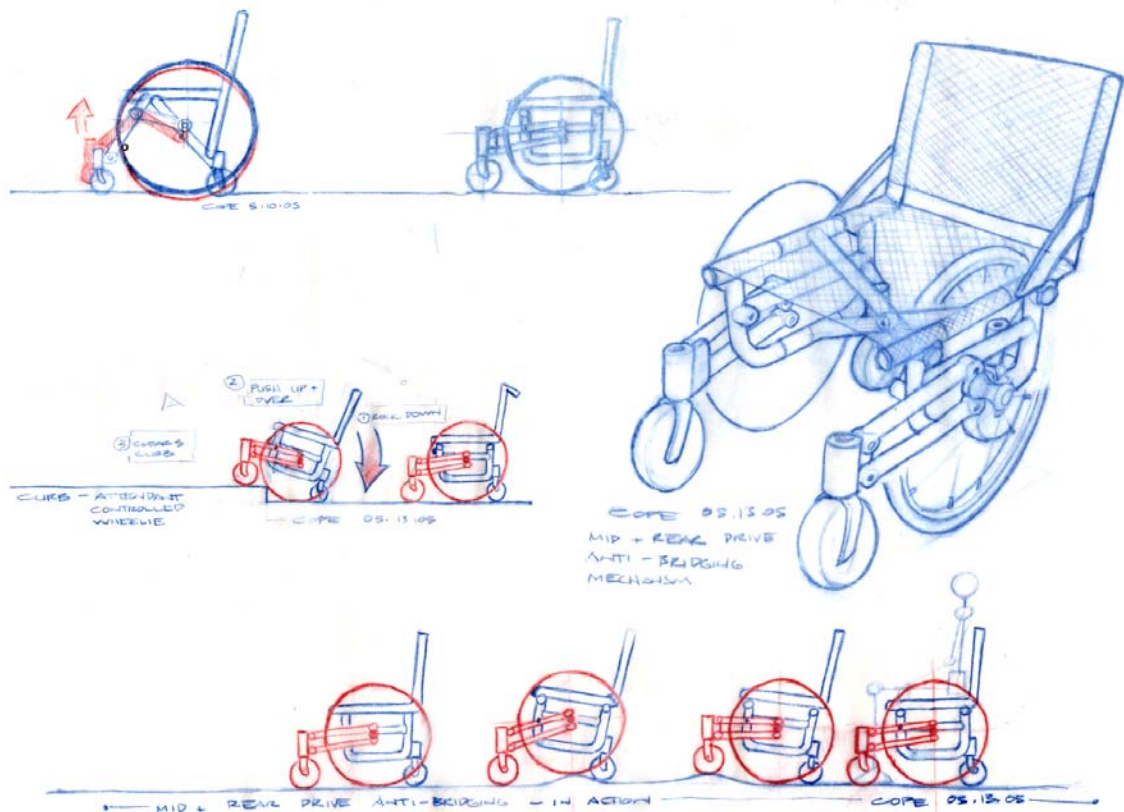 COPE 5.10.05
② PUSH UP +
OVER
① ROLL DOWN
③ CLEARS
CURB
CURB - ATTENDANT
CONTROLLED
WHEELIE
COPE 05.13.05
COPE 05.13.05
MID + REAR DRIVE
ANTI-BRIDGING
MECHANISM
MID + REAR DRIVE ANTI-BRIDGING - IN ACTION COPE 05.13.05